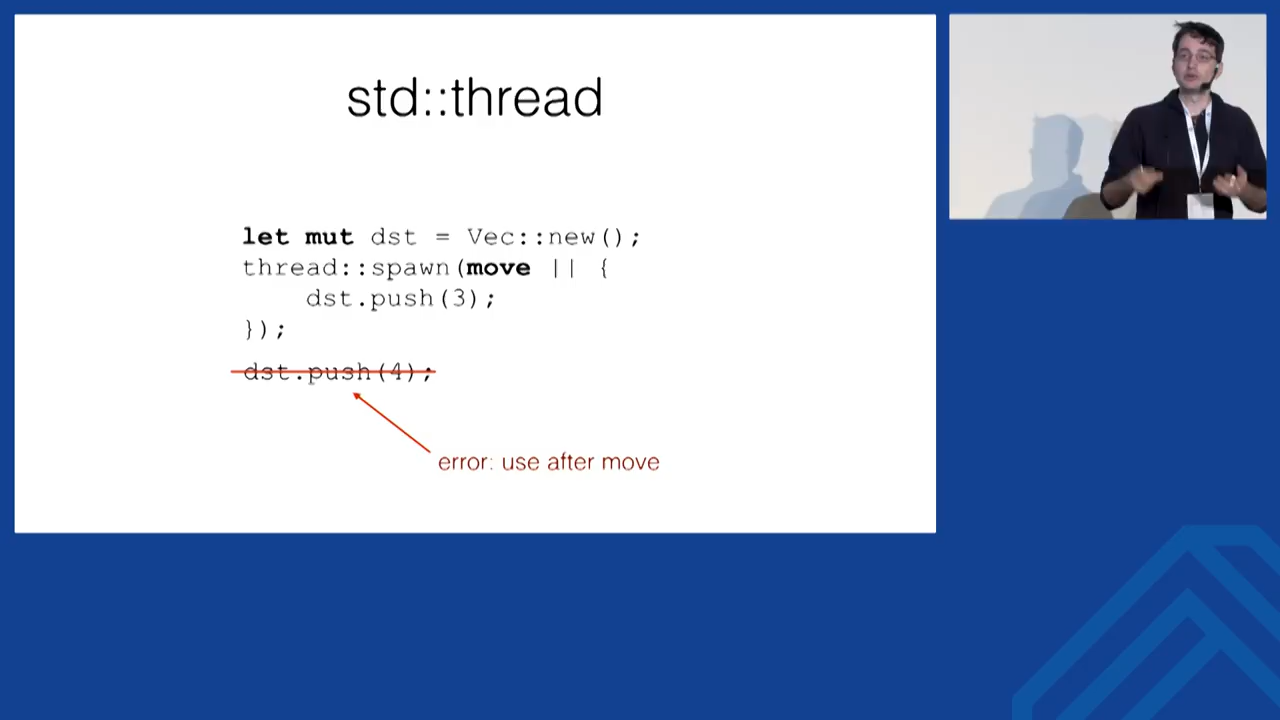 std::thread
let mut dst = Vec::new();
thread::spawn(move || {
    dst.push(3);
});
dst.push(4);
error: use after move